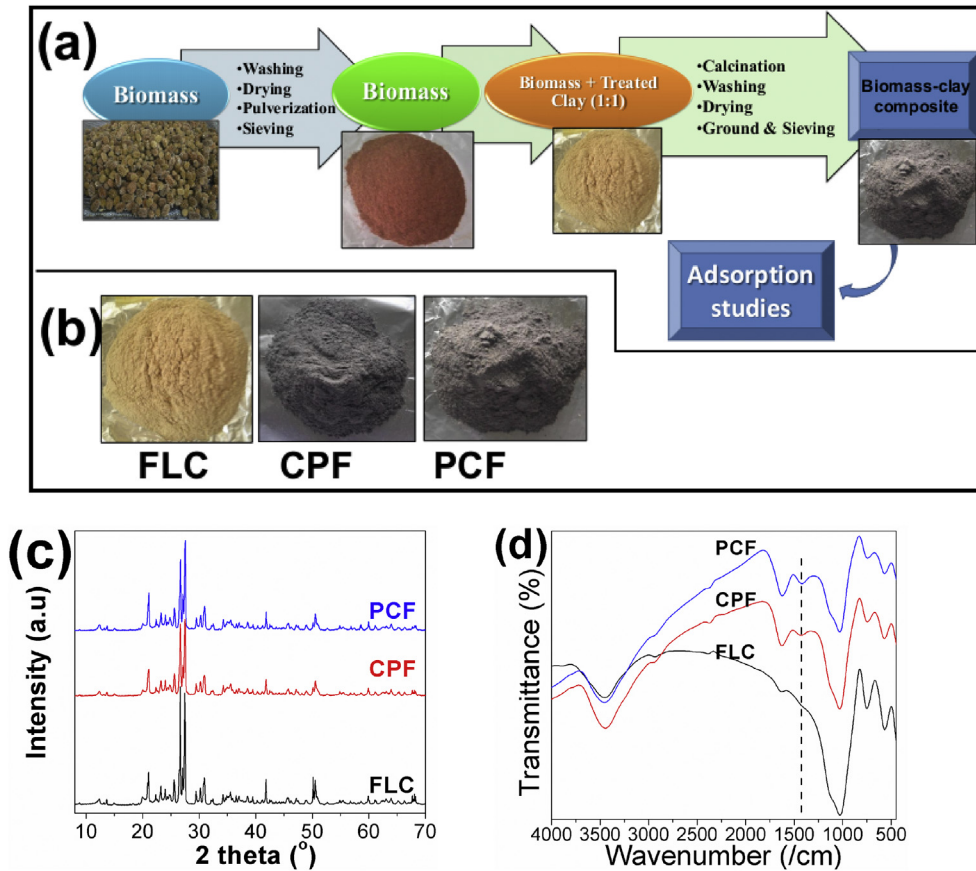 (a)
Biomass
•Washing
•Drying
•Pulverization
•Sieving
Biomass
Biomass + Treated
Clay (1:1)
•Calcination
•Washing
•Drying
•Ground & Sieving
Biomass-clay
composite
Adsorption
studies
(b)
FLC
CPF
PCF
(c)
Intensity (a.u)
PCF
CPF
FLC
10
20
30
40
50
60
70
2 theta (°)
(d)
Transmittance (%)
PCF
CPF
FLC
4000
3500
3000
2500
2000
1500
1000
500
Wavenumber (/cm)